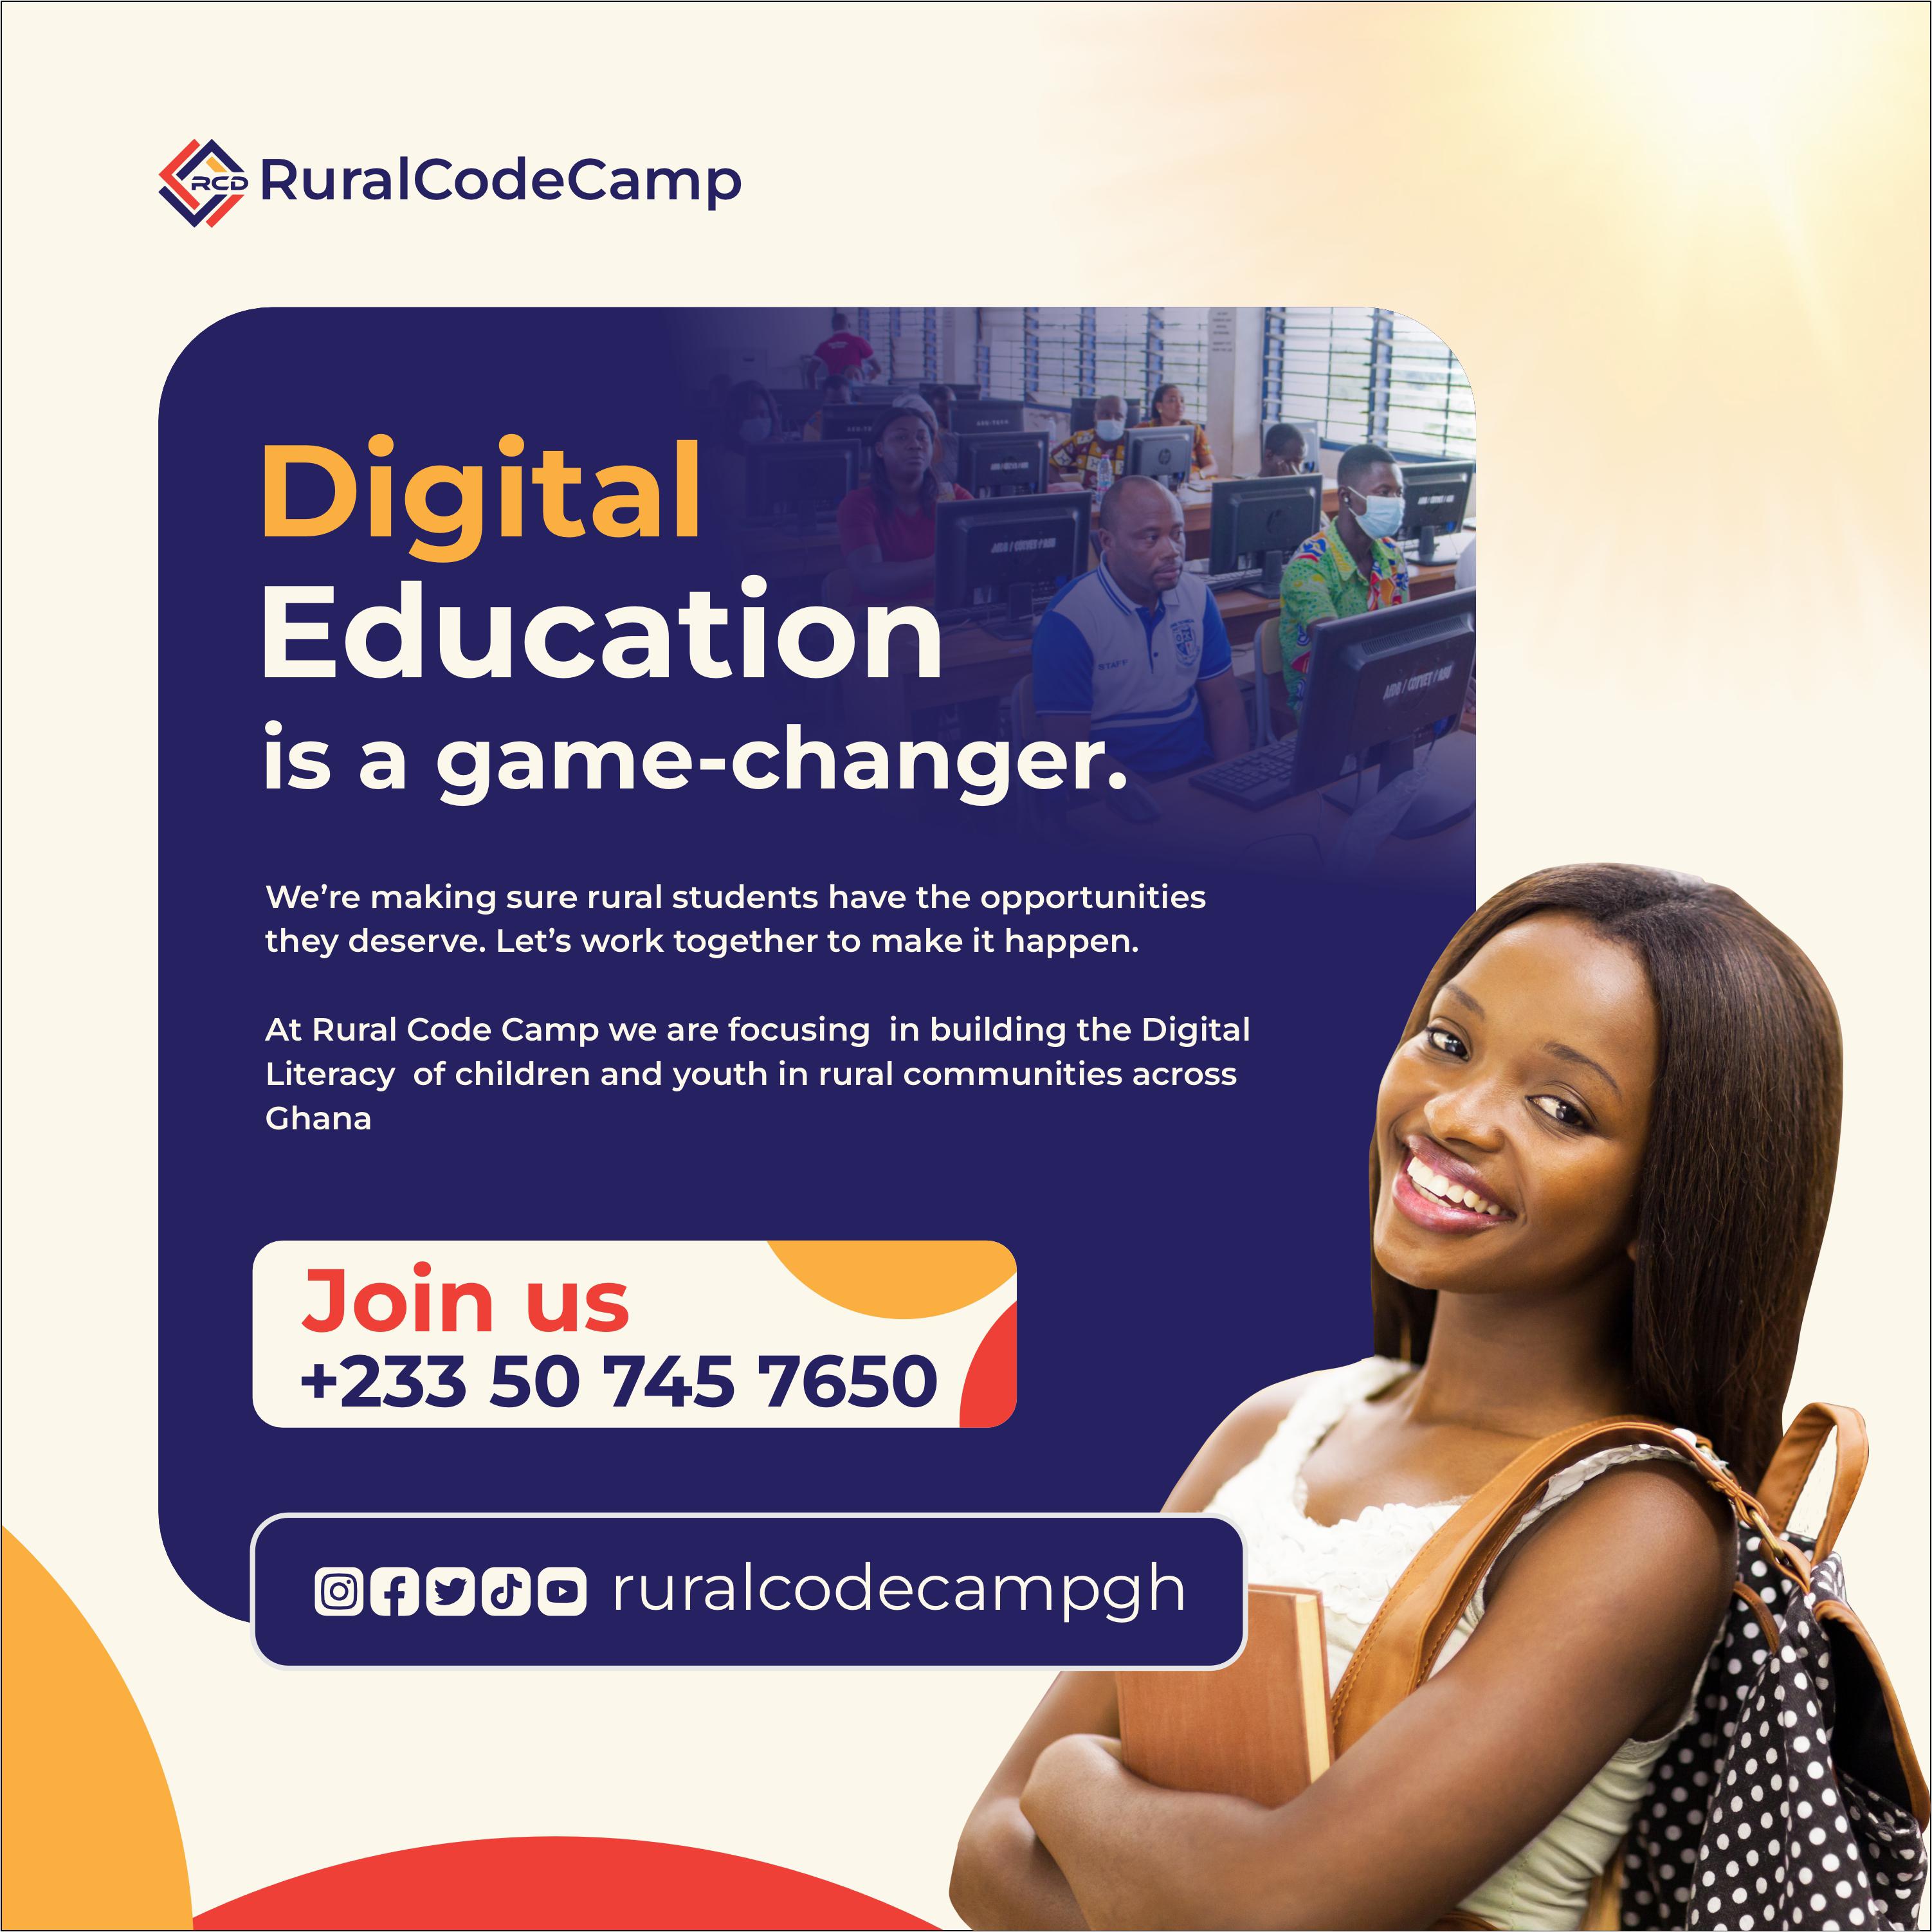 RCD RuralCodeCamp
Digital
Education
is a game-changer.
We’re making sure rural students have the opportunities
they deserve. Let’s work together to make it happen.
At Rural Code Camp we are focusing  in building the Digital
Literacy  of children and youth in rural communities across
Ghana
Join us
+233 50 745 7650
ruralcodecampgh
STAFF